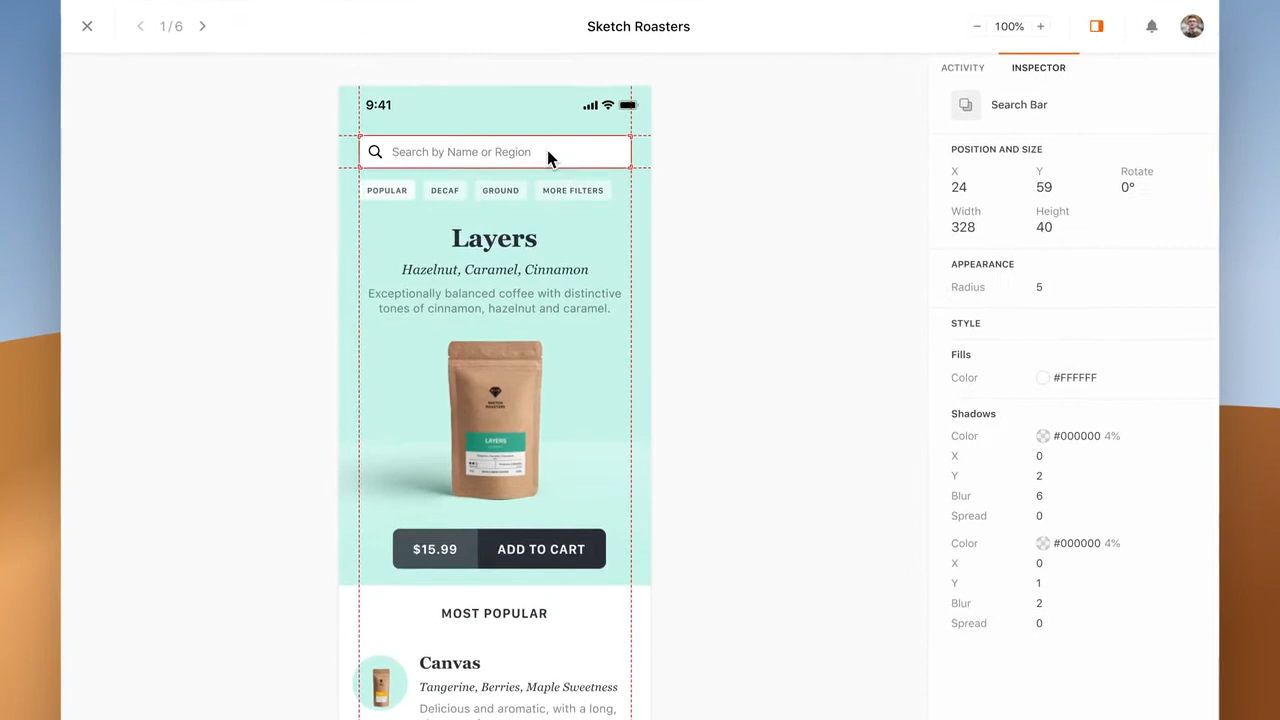 1/6
Sketch Roasters
100%
ACTIVITY
INSPECTOR
9:41
Search by Name or Region
POPULAR
DECAF
GROUND
MORE FILTERS
Layers
Hazelnut, Caramel, Cinnamon
Exceptionally balanced coffee with distinctive
tones of cinnamon, hazelnut and caramel.
SKETCH
ROASTERS
LAYERS
$15.99
ADD TO CART
MOST POPULAR
Canvas
Tangerine, Berries, Maple Sweetness
Delicious and aromatic, with a long,
Search Bar
POSITION AND SIZE
X
Y
Rotate
24
59
0°
Width
Height
328
40
APPEARANCE
Radius 5
STYLE
Fills
Color #FFFFFF
Shadows
Color #000000 4%
X 0
Y 2
Blur 6
Spread 0
Color #000000 4%
X 0
Y 1
Blur 2
Spread 0